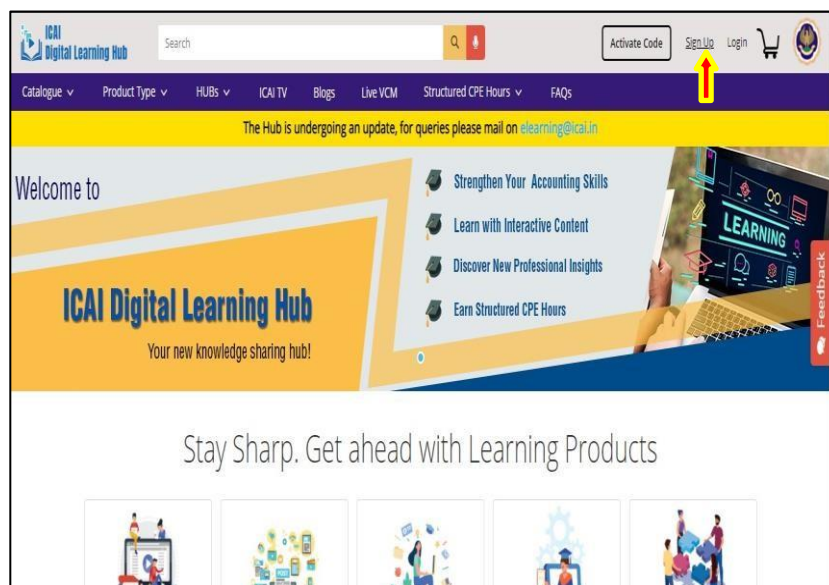 ICAI
Digital Learning Hub
Search
Activate Code
Sign Up
Login
Catalogue
Product Type
HUBs
ICAI TV
Blogs
Live VCM
Structured CPE Hours
FAQs
The Hub is undergoing an update, for queries please mail on elearning@icai.in
Welcome to
ICAI Digital Learning Hub
Your new knowledge sharing hub!
Strengthen Your Accounting Skills
Learn with Interactive Content
Discover New Professional Insights
Earn Structured CPE Hours
LEARNING
Feedback
Stay Sharp. Get ahead with Learning Products